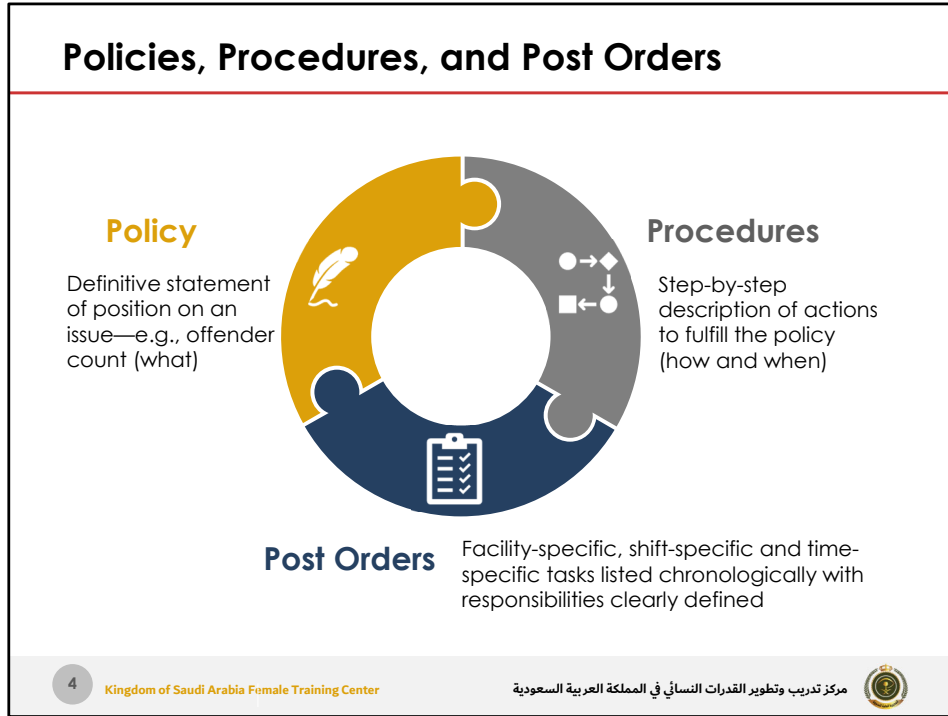 Policies, Procedures, and Post Orders
Policy
Definitive statement
of position on an
issue—e.g., offender
count (what)
Procedures
Step-by-step
description of actions
to fulfill the policy
(how and when)
Post Orders
Facility-specific, shift-specific and time-
specific tasks listed chronologically with
responsibilities clearly defined
4
Kingdom of Saudi Arabia Female Training Center
مركز تدريب وتطوير القدرات النسائي في المملكة العربية السعودية